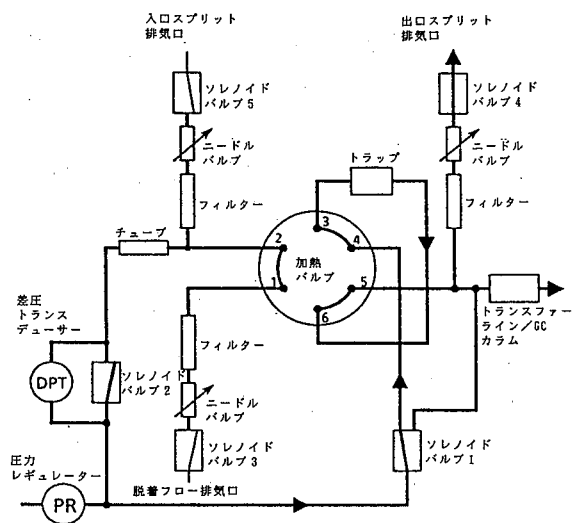 入口スプリット
排気口
出口スプリット
排気口
ソレノイド
バルブ5
ソレノイド
バルブ4
ニードル
バルブ
ニードル
バルブ
トラップ
フィルター
フィルター
チューブ
3
2
4
加熱
バルブ
1
5
6
差圧
トランス
デューサー
トランスファー
ライン/GC
カラム
フィルター
DPT
ソレノイド
バルブ2
ニードル
バルブ
圧力
レギュレーター
ソレノイド
バルブ3
ソレノイド
バルブ1
PR
脱着フロー排気口